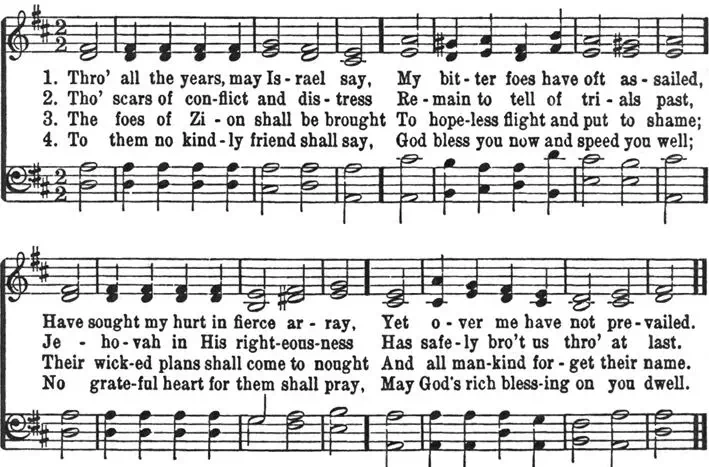 2
2
1. Thro' all the years, may Is - rael say, My bit - ter foes have oft as - sailed,
2. Tho' scars of con-flict and dis - tress Re - main to tell of tri - als past,
3. The foes of Zi - on shall be brought To hope-less flight and put to shame;
4. To them no kind - ly friend shall say, God bless you now and speed you well;
2
2
Have sought my hurt in fierce ar - ray, Yet o - ver me have not pre - vailed.
Je - ho - vah in His right-eous-ness Has safe - ly bro't us thro' at last.
Their wick-ed plans shall come to nought And all man-kind for - get their name.
No grate-ful heart for them shall pray, May God's rich bless-ing on you dwell.